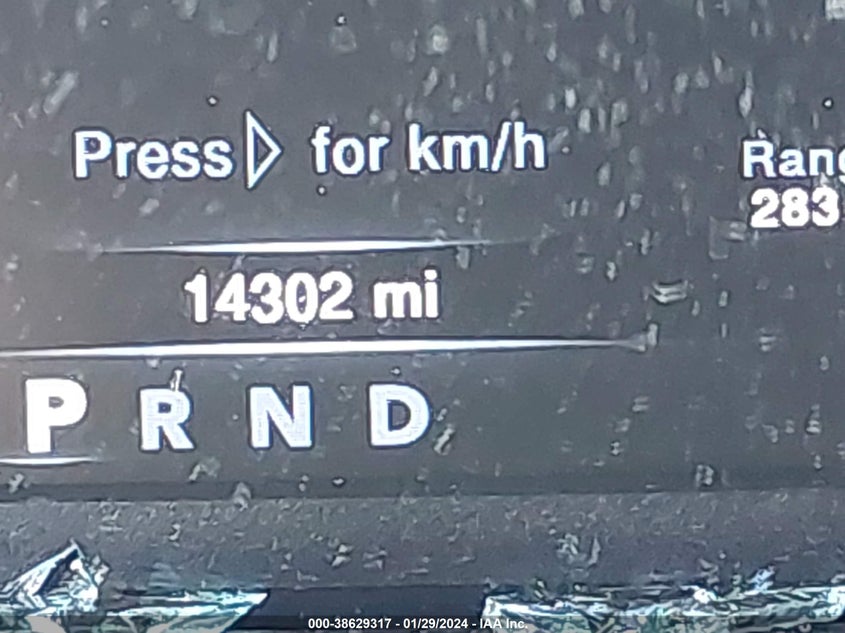 Press ▷ for km/h
Rang
283
14302 mi
P R N D
000-38629317 - 01/29/2024 - IAA Inc.